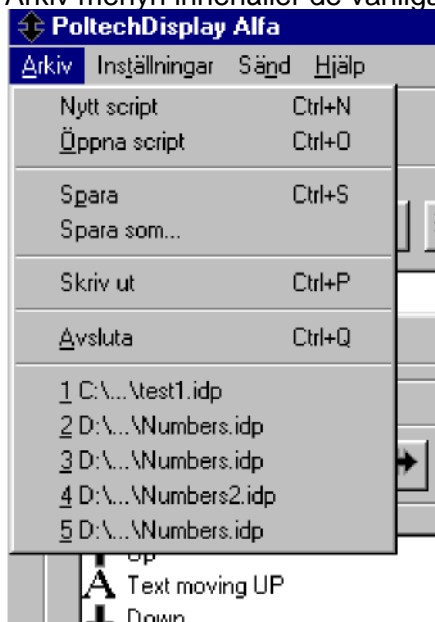 Arkiv menyn innehåller de vanliga
PoltechDisplay Alfa
Arkiv Inställningar Sänd Hjälp
Nytt script Ctrl+N
Öppna script Ctrl+O
Spara Ctrl+S
Spara som...
Skriv ut Ctrl+P
Avsluta Ctrl+Q
1 C:\...\test1.idp
2 D:\...\Numbers.idp
3 D:\...\Numbers.idp
4 D:\...\Numbers2.idp
5 D:\...\Numbers.idp
Up
Text moving UP
Down